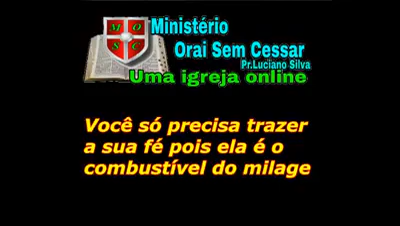 M O
S C
Ministério
Orai Sem Cessar
Pr.Luciano Silva
Uma igreja online
Você só precisa trazer
a sua fé pois ela é o
combustível do milage